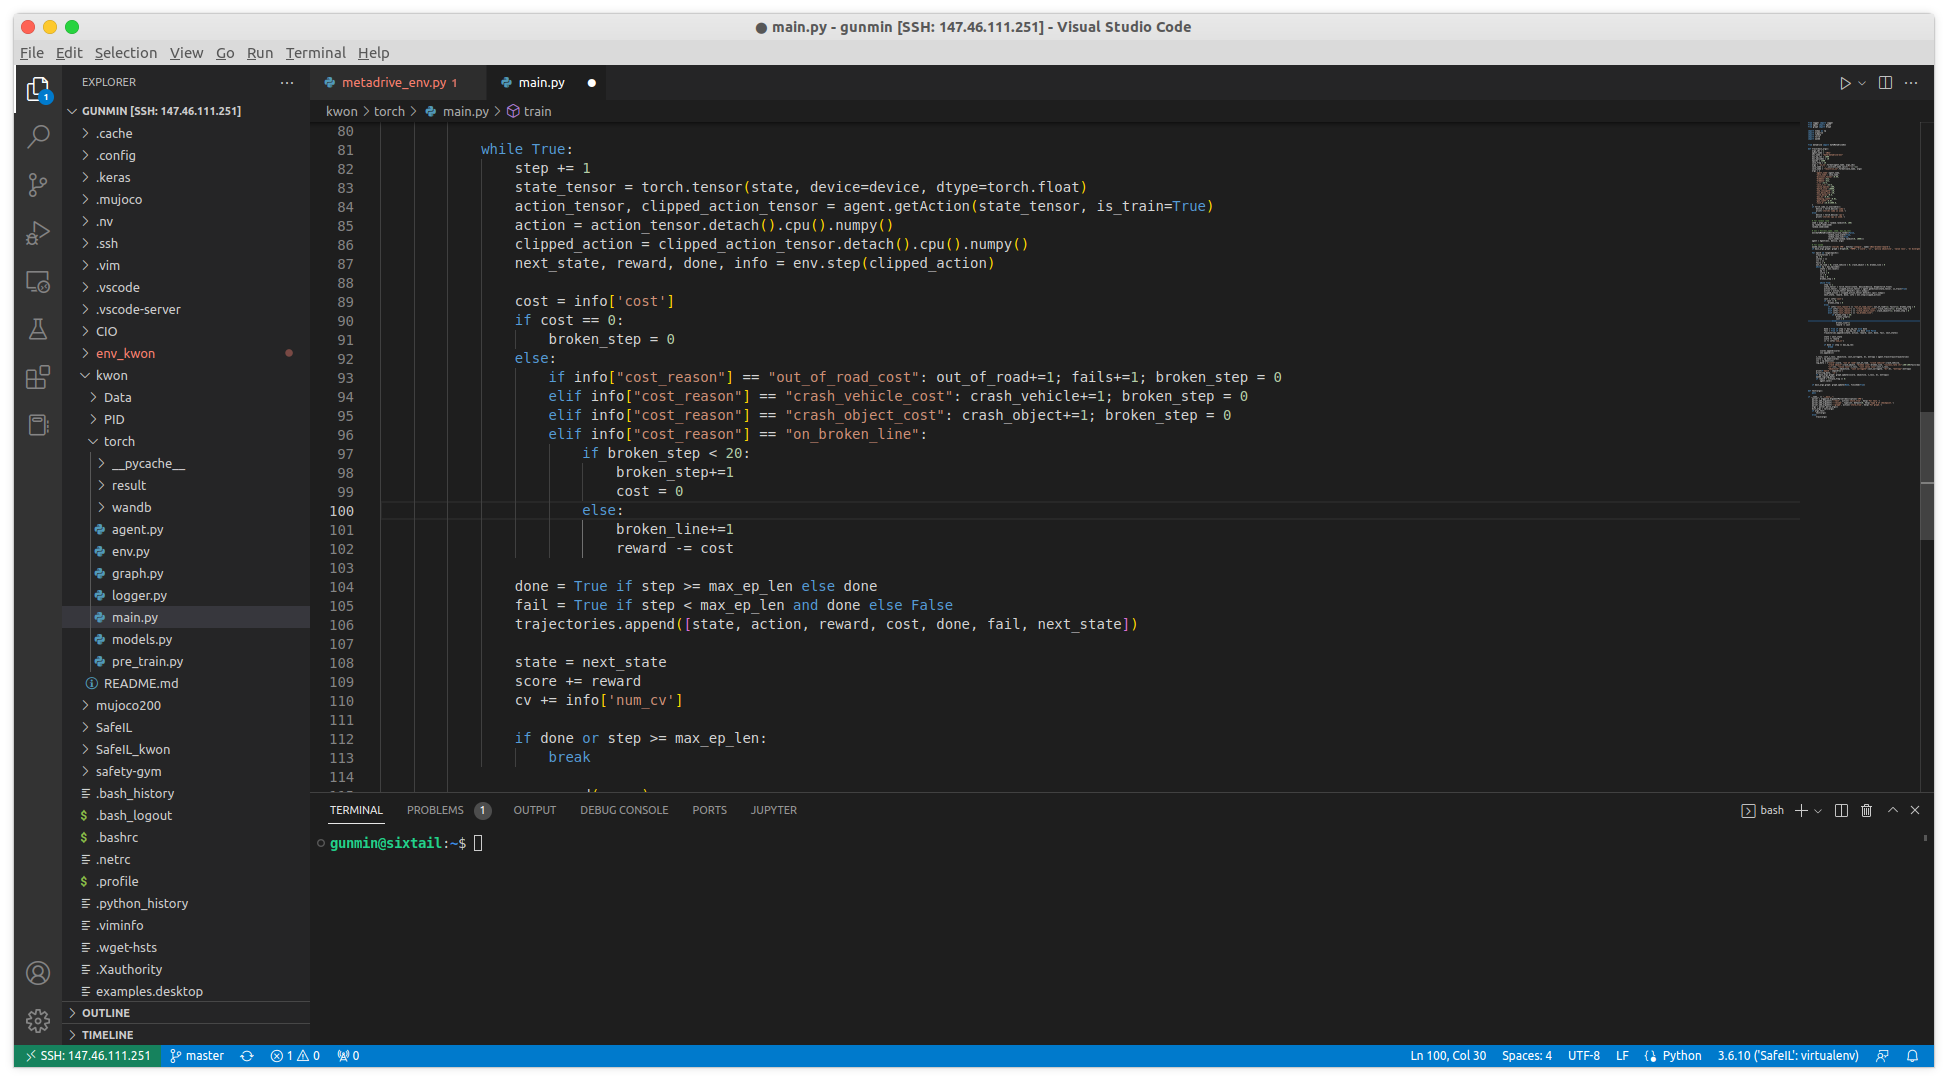 ● main.py - gunmin [SSH: 147.46.111.251] - Visual Studio Code
File Edit Selection View Go Run Terminal Help
EXPLORER
GUNMIN [SSH: 147.46.111.251]
.cache
.config
.keras
.mujoco
.nv
.ssh
.vim
.vscode
.vscode-server
CIO
env_kwon
kwon
Data
PID
torch
__pycache__
result
wandb
agent.py
env.py
graph.py
logger.py
main.py
models.py
pre_train.py
README.md
mujoco200
SafeIL
SafeIL_kwon
safety-gym
.bash_history
.bash_logout
.bashrc
.netrc
.profile
.python_history
.viminfo
.wget-hsts
.Xauthority
examples.desktop
OUTLINE
TIMELINE
1
metadrive_env.py 1 main.py
kwon > torch > main.py > train
80
81 while True:
82 step += 1
83 state_tensor = torch.tensor(state, device=device, dtype=torch.float)
84 action_tensor, clipped_action_tensor = agent.getAction(state_tensor, is_train=True)
85 action = action_tensor.detach().cpu().numpy()
86 clipped_action = clipped_action_tensor.detach().cpu().numpy()
87 next_state, reward, done, info = env.step(clipped_action)
88
89 cost = info['cost']
90 if cost == 0:
91 broken_step = 0
92 else:
93 if info["cost_reason"] == "out_of_road_cost": out_of_road+=1; fails+=1; broken_step = 0
94 elif info["cost_reason"] == "crash_vehicle_cost": crash_vehicle+=1; broken_step = 0
95 elif info["cost_reason"] == "crash_object_cost": crash_object+=1; broken_step = 0
96 elif info["cost_reason"] == "on_broken_line":
97 if broken_step < 20:
98 broken_step+=1
99 cost = 0
100 else:
101 broken_line+=1
102 reward -= cost
103
104 done = True if step >= max_ep_len else done
105 fail = True if step < max_ep_len and done else False
106 trajectories.append([state, action, reward, cost, done, fail, next_state])
107
108 state = next_state
109 score += reward
110 cv += info['num_cv']
111
112 if done or step >= max_ep_len:
113 break
114
TERMINAL PROBLEMS 1 OUTPUT DEBUG CONSOLE PORTS JUPYTER
bash
gunmin@sixtail:~$
SSH: 147.46.111.251 master 1 0 0
Ln 100, Col 30 Spaces: 4 UTF-8 LF Python 3.6.10 ('SafeIL': virtualenv)